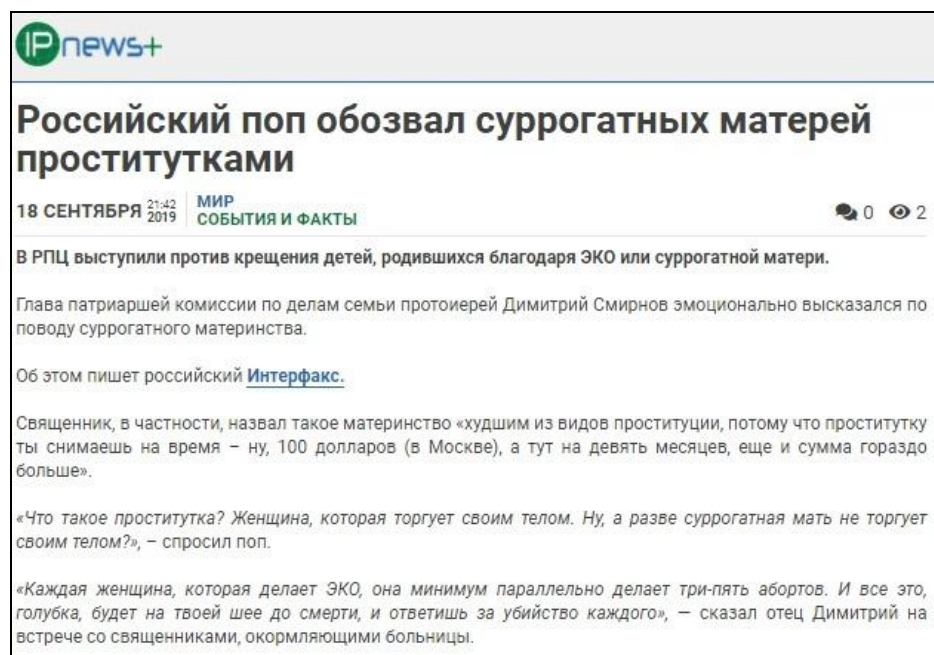 IPnews+
Российский поп обозвал суррогатных матерей
проститутками
18 СЕНТЯБРЯ 21:42 2019 МИР СОБЫТИЯ И ФАКТЫ 0 2
В РПЦ выступили против крещения детей, родившихся благодаря ЭКО или суррогатной матери.
Глава патриаршей комиссии по делам семьи протоиерей Димитрий Смирнов эмоционально высказался по
поводу суррогатного материнства.
Об этом пишет российский Интерфакс.
Священник, в частности, назвал такое материнство «худшим из видов проституции, потому что проститутку
ты снимаешь на время – ну, 100 долларов (в Москве), а тут на девять месяцев, еще и сумма гораздо
больше».
«Что такое проститутка? Женщина, которая торгует своим телом. Ну, а разве суррогатная мать не торгует
своим телом?», – спросил поп.
«Каждая женщина, которая делает ЭКО, она минимум параллельно делает три-пять абортов. И все это,
голубка, будет на твоей шее до смерти, и ответишь за убийство каждого», — сказал отец Димитрий на
встрече со священниками, окормляющими больницы.